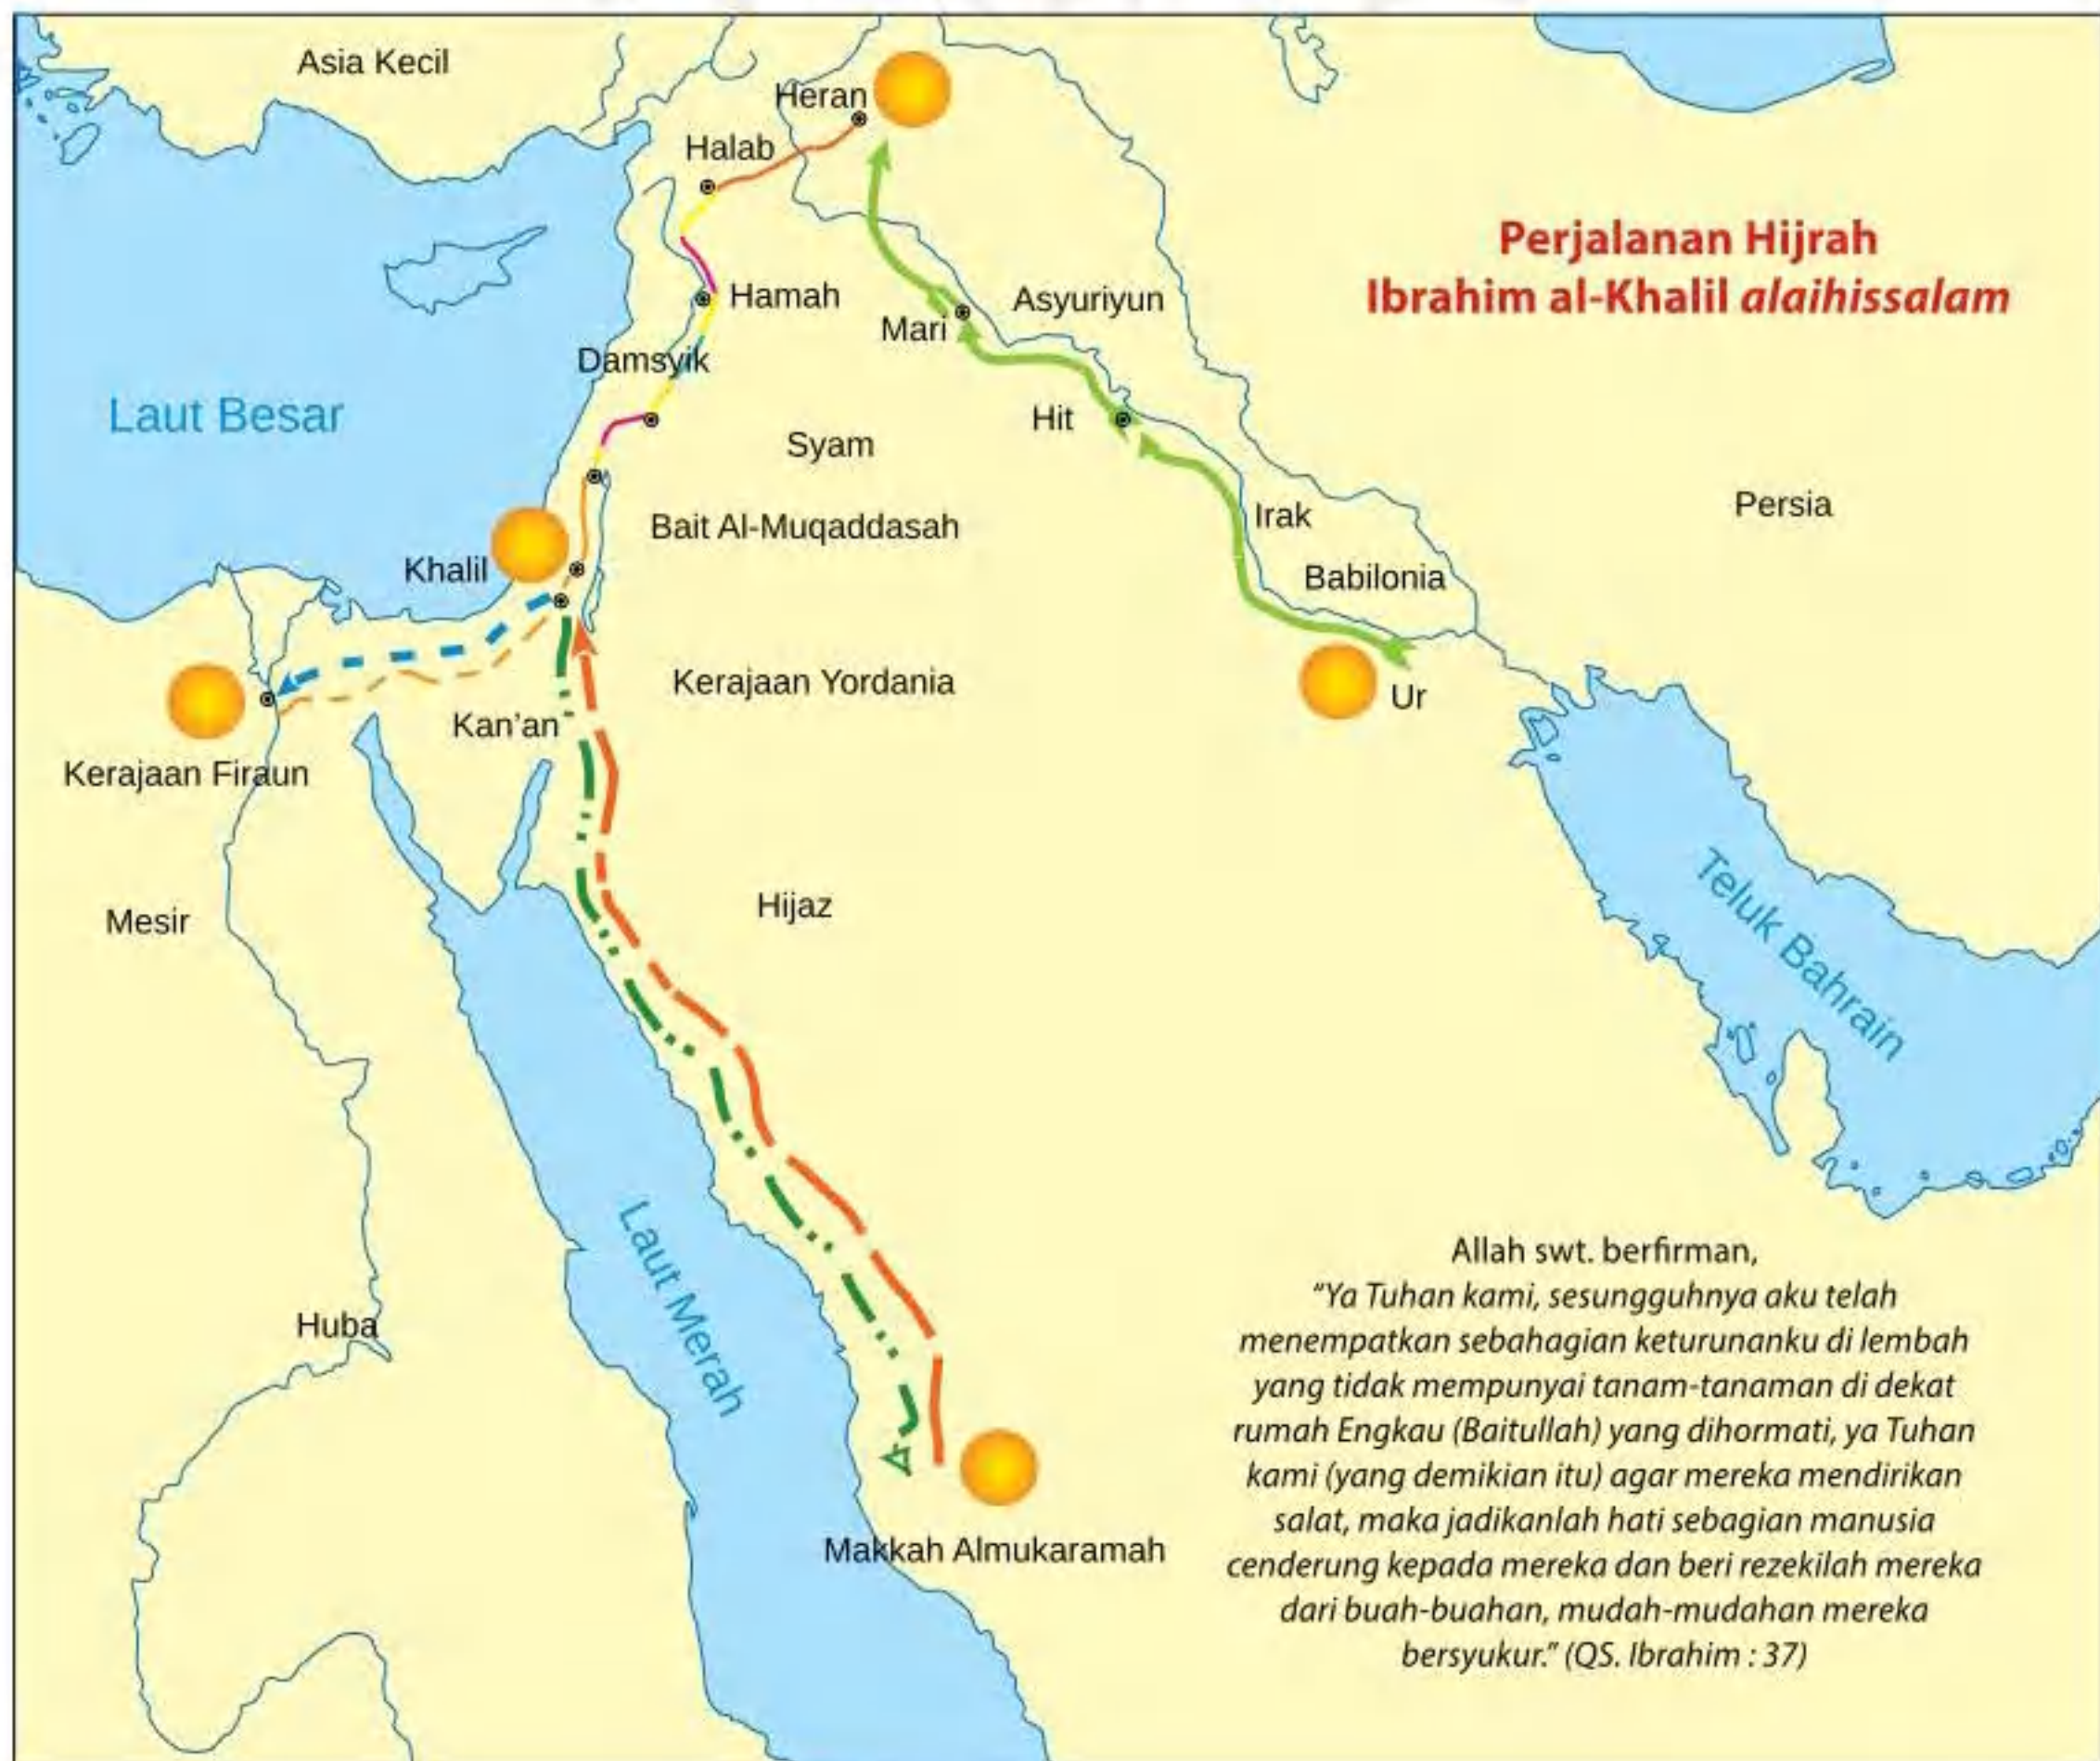 Asia Kecil
Heran
Halab
Perjalanan Hijrah
Ibrahim al-Khalil alaihissalam
Hamah
Asyuriyun
Mari
Damsyik
Laut Besar
Hit
Syam
Persia
Irak
Bait Al-Muqaddasah
Khalil
Babilonia
Kerajaan Yordania
Ur
Kan'an
Kerajaan Firaun
Hijaz
Mesir
Teluk Bahrain
Laut Merah
Huba
Makkah Almukaramah
Allah swt. berfirman,
“Ya Tuhan kami, sesungguhnya aku telah
menempatkan sebahagian keturunanku di lembah
yang tidak mempunyai tanam-tanaman di dekat
rumah Engkau (Baitullah) yang dihormati, ya Tuhan
kami (yang demikian itu) agar mereka mendirikan
salat, maka jadikanlah hati sebagian manusia
cenderung kepada mereka dan beri rezekilah mereka
dari buah-buahan, mudah-mudahan mereka
bersyukur.” (QS. Ibrahim : 37)